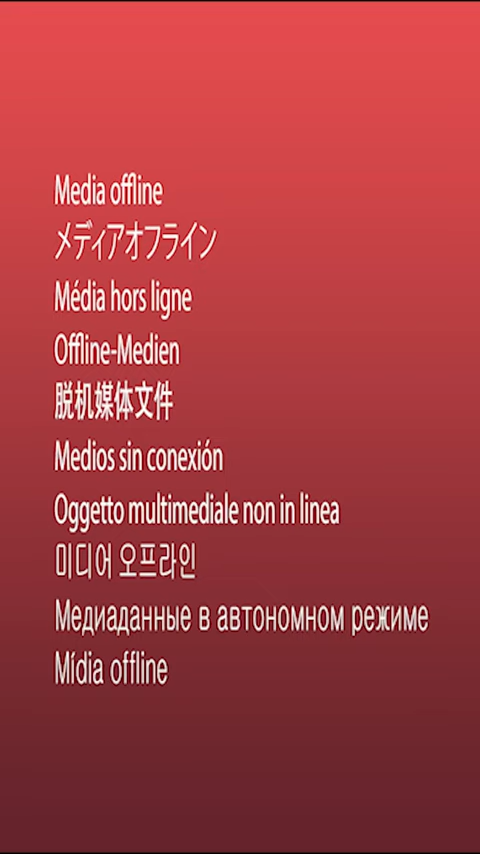 Media offline
メディアオフライン
Média hors ligne
Offline-Medien
脱机媒体文件
Medios sin conexión
Oggetto multimediale non in linea
미디어 오프라인
Медиаданные в автономном режиме
Mídia offline